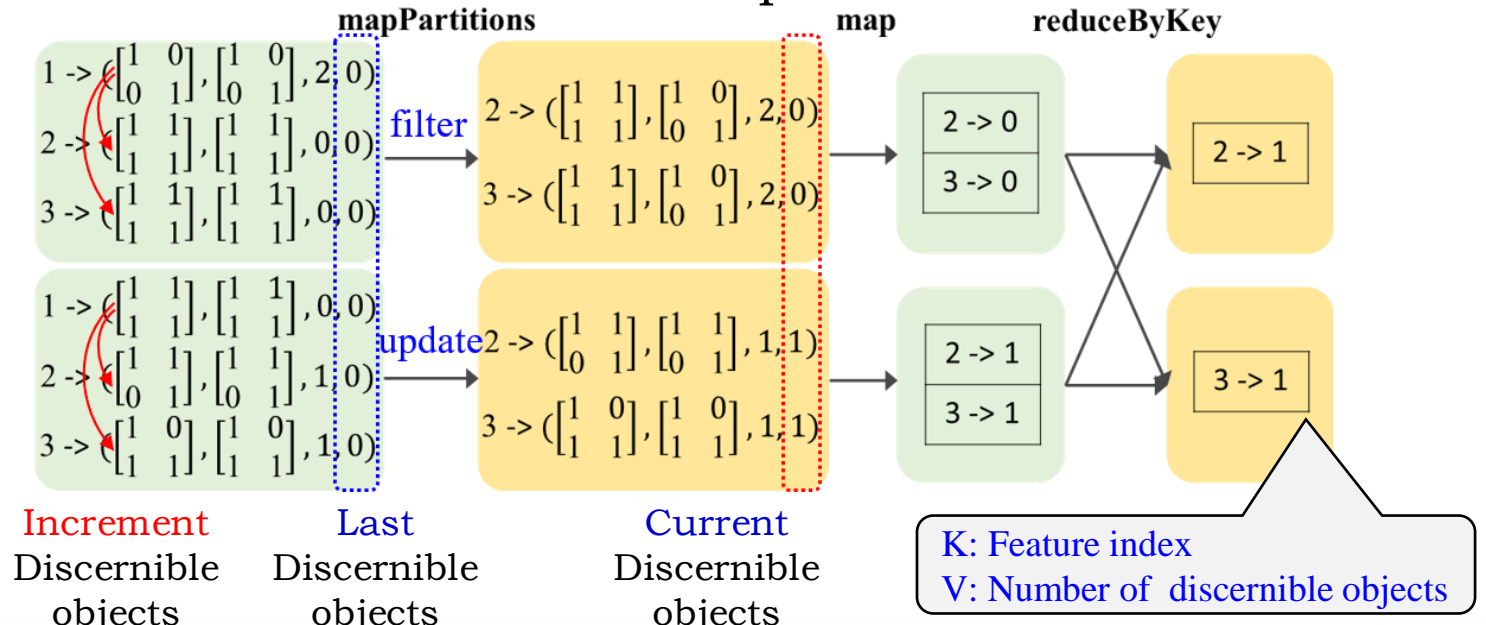 mapPartitions map reduceByKey
1 -> ([1 0 0 1], [1 0 0 1], 2, 0)
2 -> ([1 1 1 1], [1 1 1 1], 0, 0)
3 -> ([1 1 1 1], [1 1 1 1], 0, 0)
filter
2 -> ([1 1 1 1], [1 0 0 1], 2, 0)
3 -> ([1 1 1 1], [1 0 0 1], 2, 0)
2 -> 0
3 -> 0
2 -> 1
1 -> ([1 1 1 1], [1 1 1 1], 0, 0)
2 -> ([1 1 0 1], [1 1 0 1], 1, 0)
3 -> ([1 0 1 1], [1 0 1 1], 1, 0)
update
2 -> ([1 1 0 1], [1 1 0 1], 1, 1)
3 -> ([1 0 1 1], [1 0 1 1], 1, 1)
2 -> 1
3 -> 1
3 -> 1
Increment
Discernible
objects
Last
Discernible
objects
Current
Discernible
objects
K: Feature index
V: Number of discernible objects